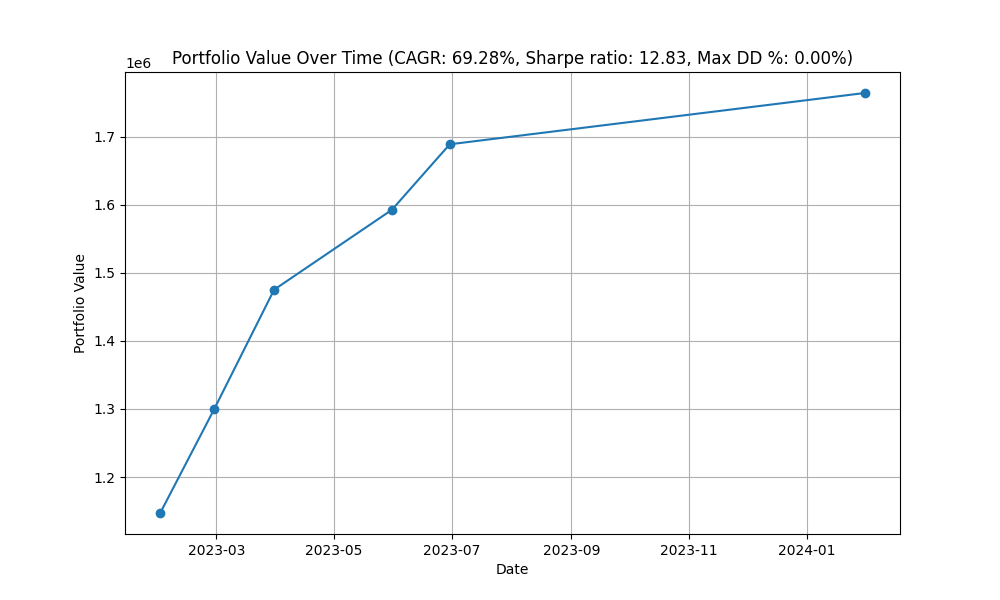 Portfolio Value Over Time (CAGR: 69.28%, Sharpe ratio: 12.83, Max DD %: 0.00%)
1e6
1.7
1.6
1.5
1.4
1.3
1.2
Portfolio Value
2023-03 2023-05 2023-07 2023-09 2023-11 2024-01
Date